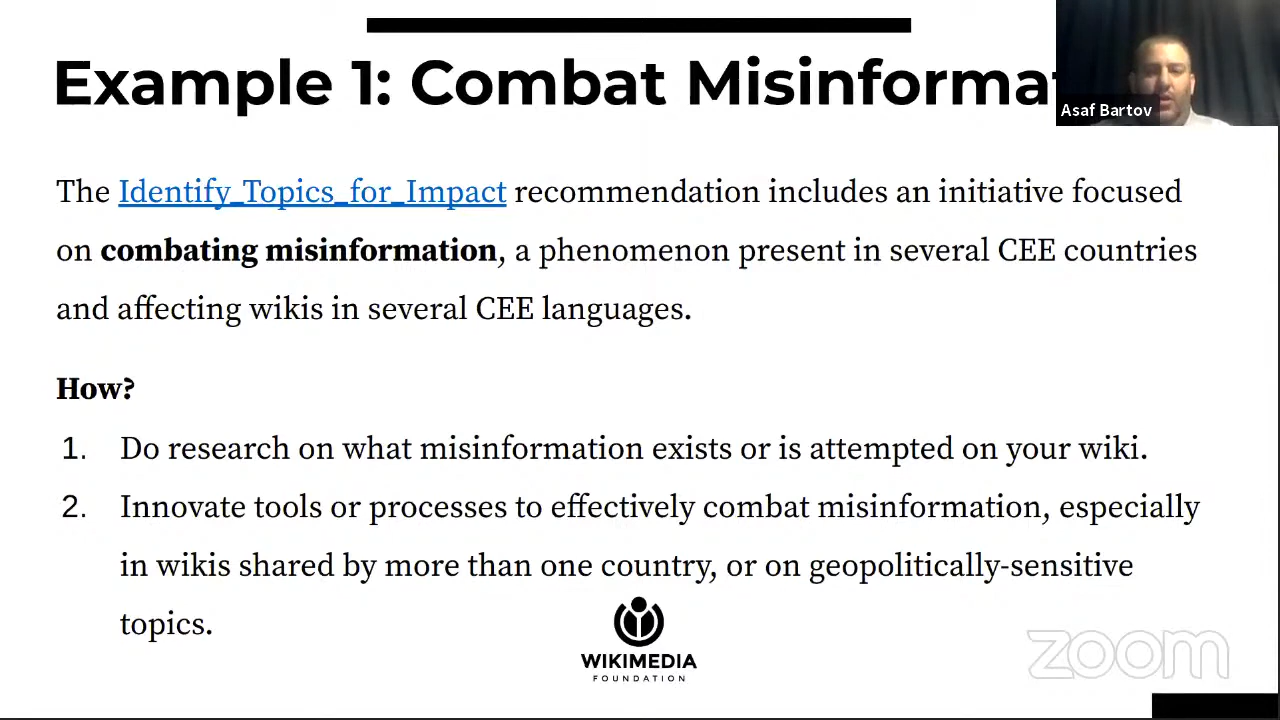 Example 1: Combat Misinforma
Asaf Bartov
The Identify_Topics_for_Impact recommendation includes an initiative focused
on combating misinformation, a phenomenon present in several CEE countries
and affecting wikis in several CEE languages.
How?
1. Do research on what misinformation exists or is attempted on your wiki.
2. Innovate tools or processes to effectively combat misinformation, especially
in wikis shared by more than one country, or on geopolitically-sensitive
topics.
WIKIMEDIA
FOUNDATION
zoom